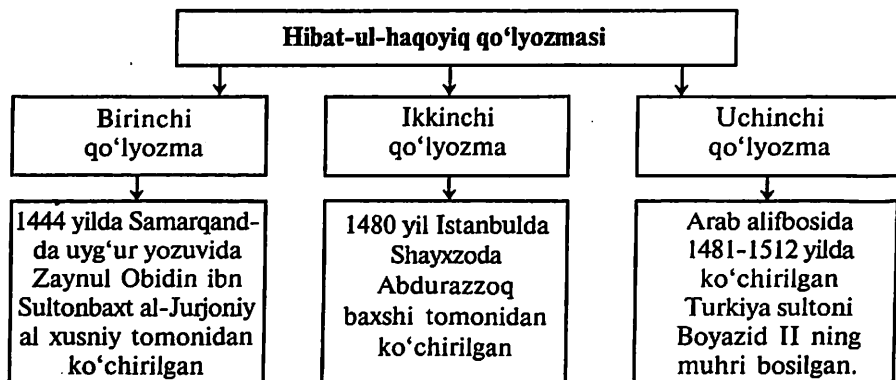 Hibat-ul-haqoyiq qo‘lyozmasi
Birinchi
qo‘lyozma
Ikkinchi
qo‘lyozma
Uchinchi
qo‘lyozma
1444 yilda Samarqand-
da uyg‘ur yozuvida
Zaynul Obidin ibn
Sultonbaxt al-Jurjoniy
al xusniy tomonidan
ko‘chirilgan
1480 yil Istanbulda
Shayxzoda
Abdurazzoq
baxshi tomonidan
ko‘chirilgan
Arab alifbosida
1481-1512 yilda
ko‘chirilgan
Turkiya sultoni
Boyazid II ning
muhri bosilgan.